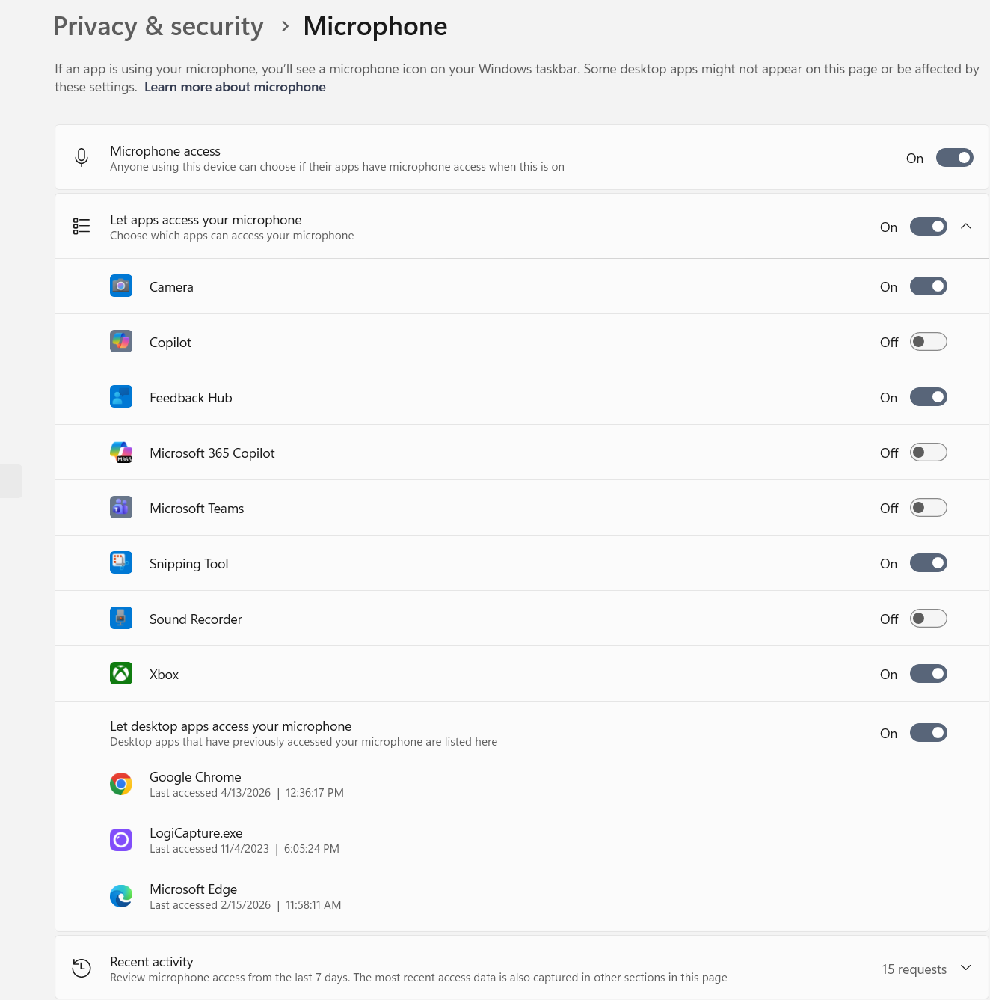 Privacy & security > Microphone
If an app is using your microphone, you'll see a microphone icon on your Windows taskbar. Some desktop apps might not appear on this page or be affected by
these settings. Learn more about microphone
Microphone access
Anyone using this device can choose if their apps have microphone access when this is on
On
Let apps access your microphone
Choose which apps can access your microphone
On
Camera
On
Copilot
Off
Feedback Hub
On
M365
Microsoft 365 Copilot
Off
Microsoft Teams
Off
Snipping Tool
On
Sound Recorder
Off
Xbox
On
Let desktop apps access your microphone
Desktop apps that have previously accessed your microphone are listed here
On
Google Chrome
Last accessed 4/13/2026 | 12:36:17 PM
LogiCapture.exe
Last accessed 11/4/2023 | 6:05:24 PM
Microsoft Edge
Last accessed 2/15/2026 | 11:58:11 AM
Recent activity
Review microphone access from the last 7 days. The most recent access data is also captured in other sections in this page
15 requests